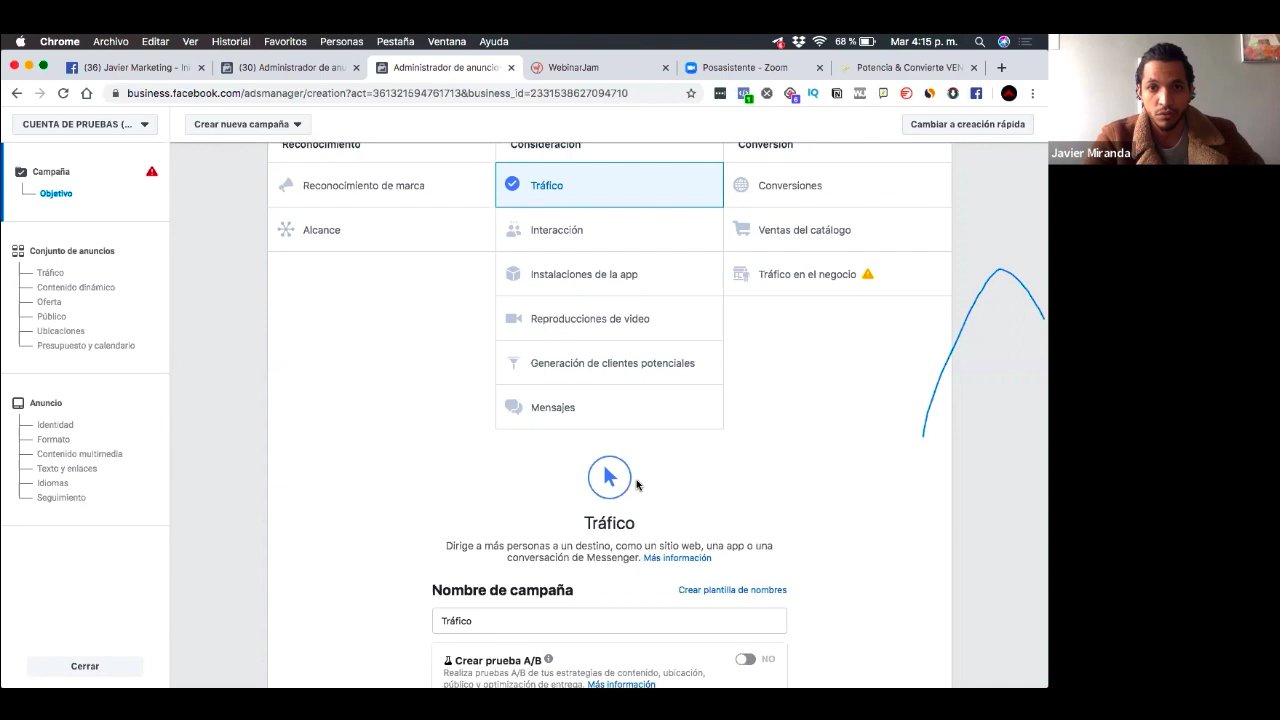 Chrome Archivo Editar Ver Historial Favoritos Personas Pestaña Ventana Ayuda 68 % Mar 4:15 p. m.
(36) Javier Marketing - Ini
(30) Administrador de anu
Administrador de anuncio
WebinarJam
Posasistente - Zoom
Potencia & Convierte VEN
business.facebook.com/adsmanager/creation?act=361321594761713&business_id=2331538627094710
CUENTA DE PRUEBAS (...
Crear nueva campaña
Cambiar a creación rápida
Javier Miranda
Campaña
Objetivo
Conjunto de anuncios
Tráfico
Contenido dinámico
Oferta
Público
Ubicaciones
Presupuesto y calendario
Anuncio
Identidad
Formato
Contenido multimedia
Texto y enlaces
Idiomas
Seguimiento
Cerrar
Reconocimiento
Consideración
Conversión
Reconocimiento de marca
Tráfico
Conversiones
Alcance
Interacción
Ventas del catálogo
Instalaciones de la app
Tráfico en el negocio
Reproducciones de video
Generación de clientes potenciales
Mensajes
Tráfico
Dirige a más personas a un destino, como un sitio web, una app o una
conversación de Messenger. Más información
Nombre de campaña
Crear plantilla de nombres
Tráfico
Crear prueba A/B
NO
Realiza pruebas A/B de tus estrategias de contenido, ubicación,
público y optimización de entrega. Más información